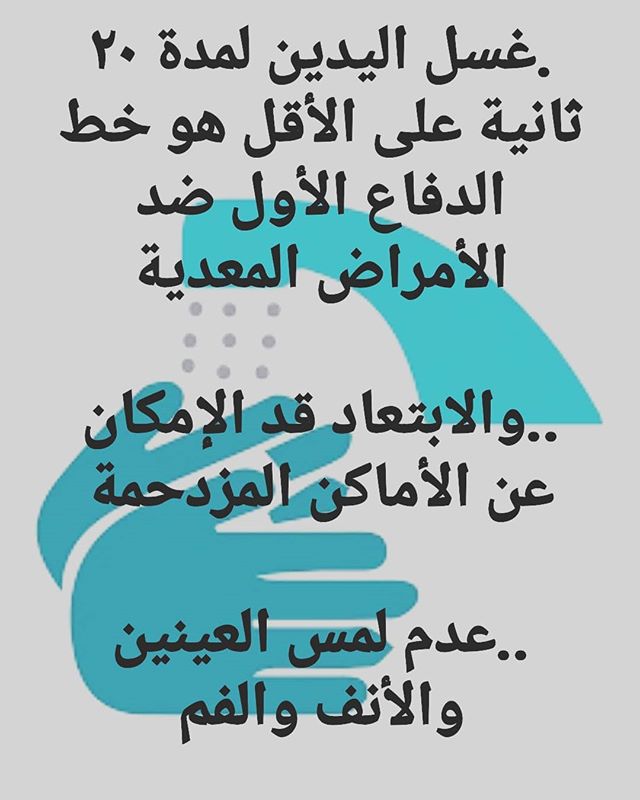 .غسل اليدين لمدة ٢٠
ثانية على الأقل هو خط
الدفاع الأول ضد
الأمراض المعدية
..والابتعاد قد الإمكان
عن الأماكن المزدحمة
..عدم لمس العينين
والأنف والفم